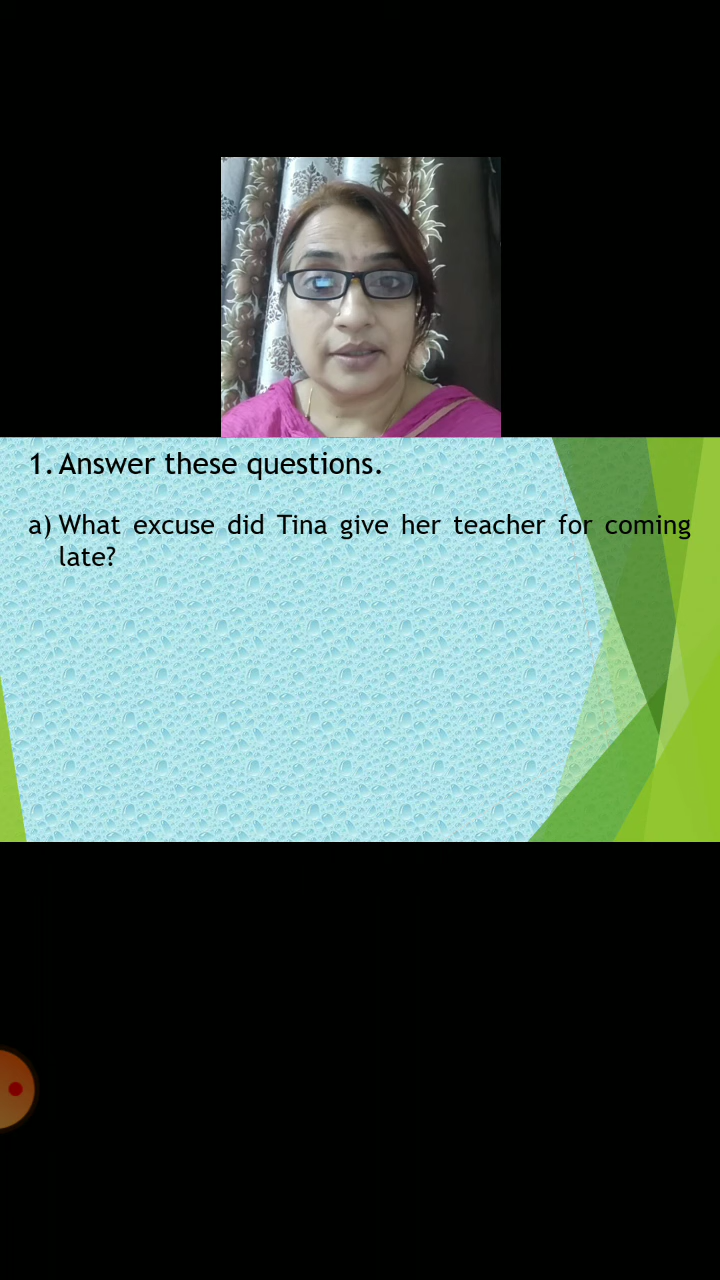 1. Answer these questions.
a) What excuse did Tina give her teacher for coming
late?